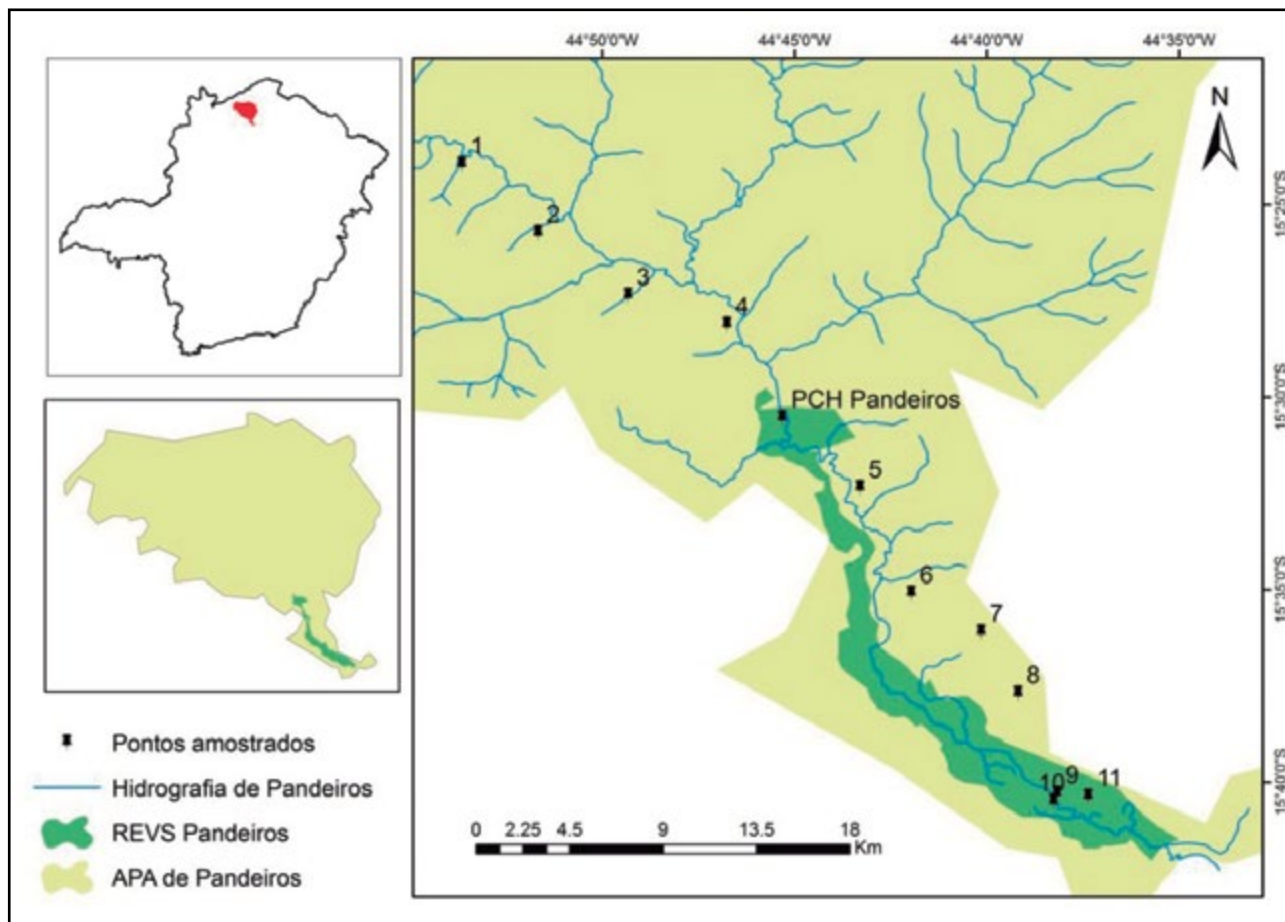 44°50'0"W 44°45'0"W 44°40'0"W 44°35'0"W
N
1
2
3
4
15°25'0"S
PCH Pandeiros
15°30'0"S
5
6
15°35'0"S
7
8
9
10
11
15°40'0"S
0 2.25 4.5 9 13.5 18
Km
Pontos amostrados
Hidrografia de Pandeiros
REVS Pandeiros
APA de Pandeiros